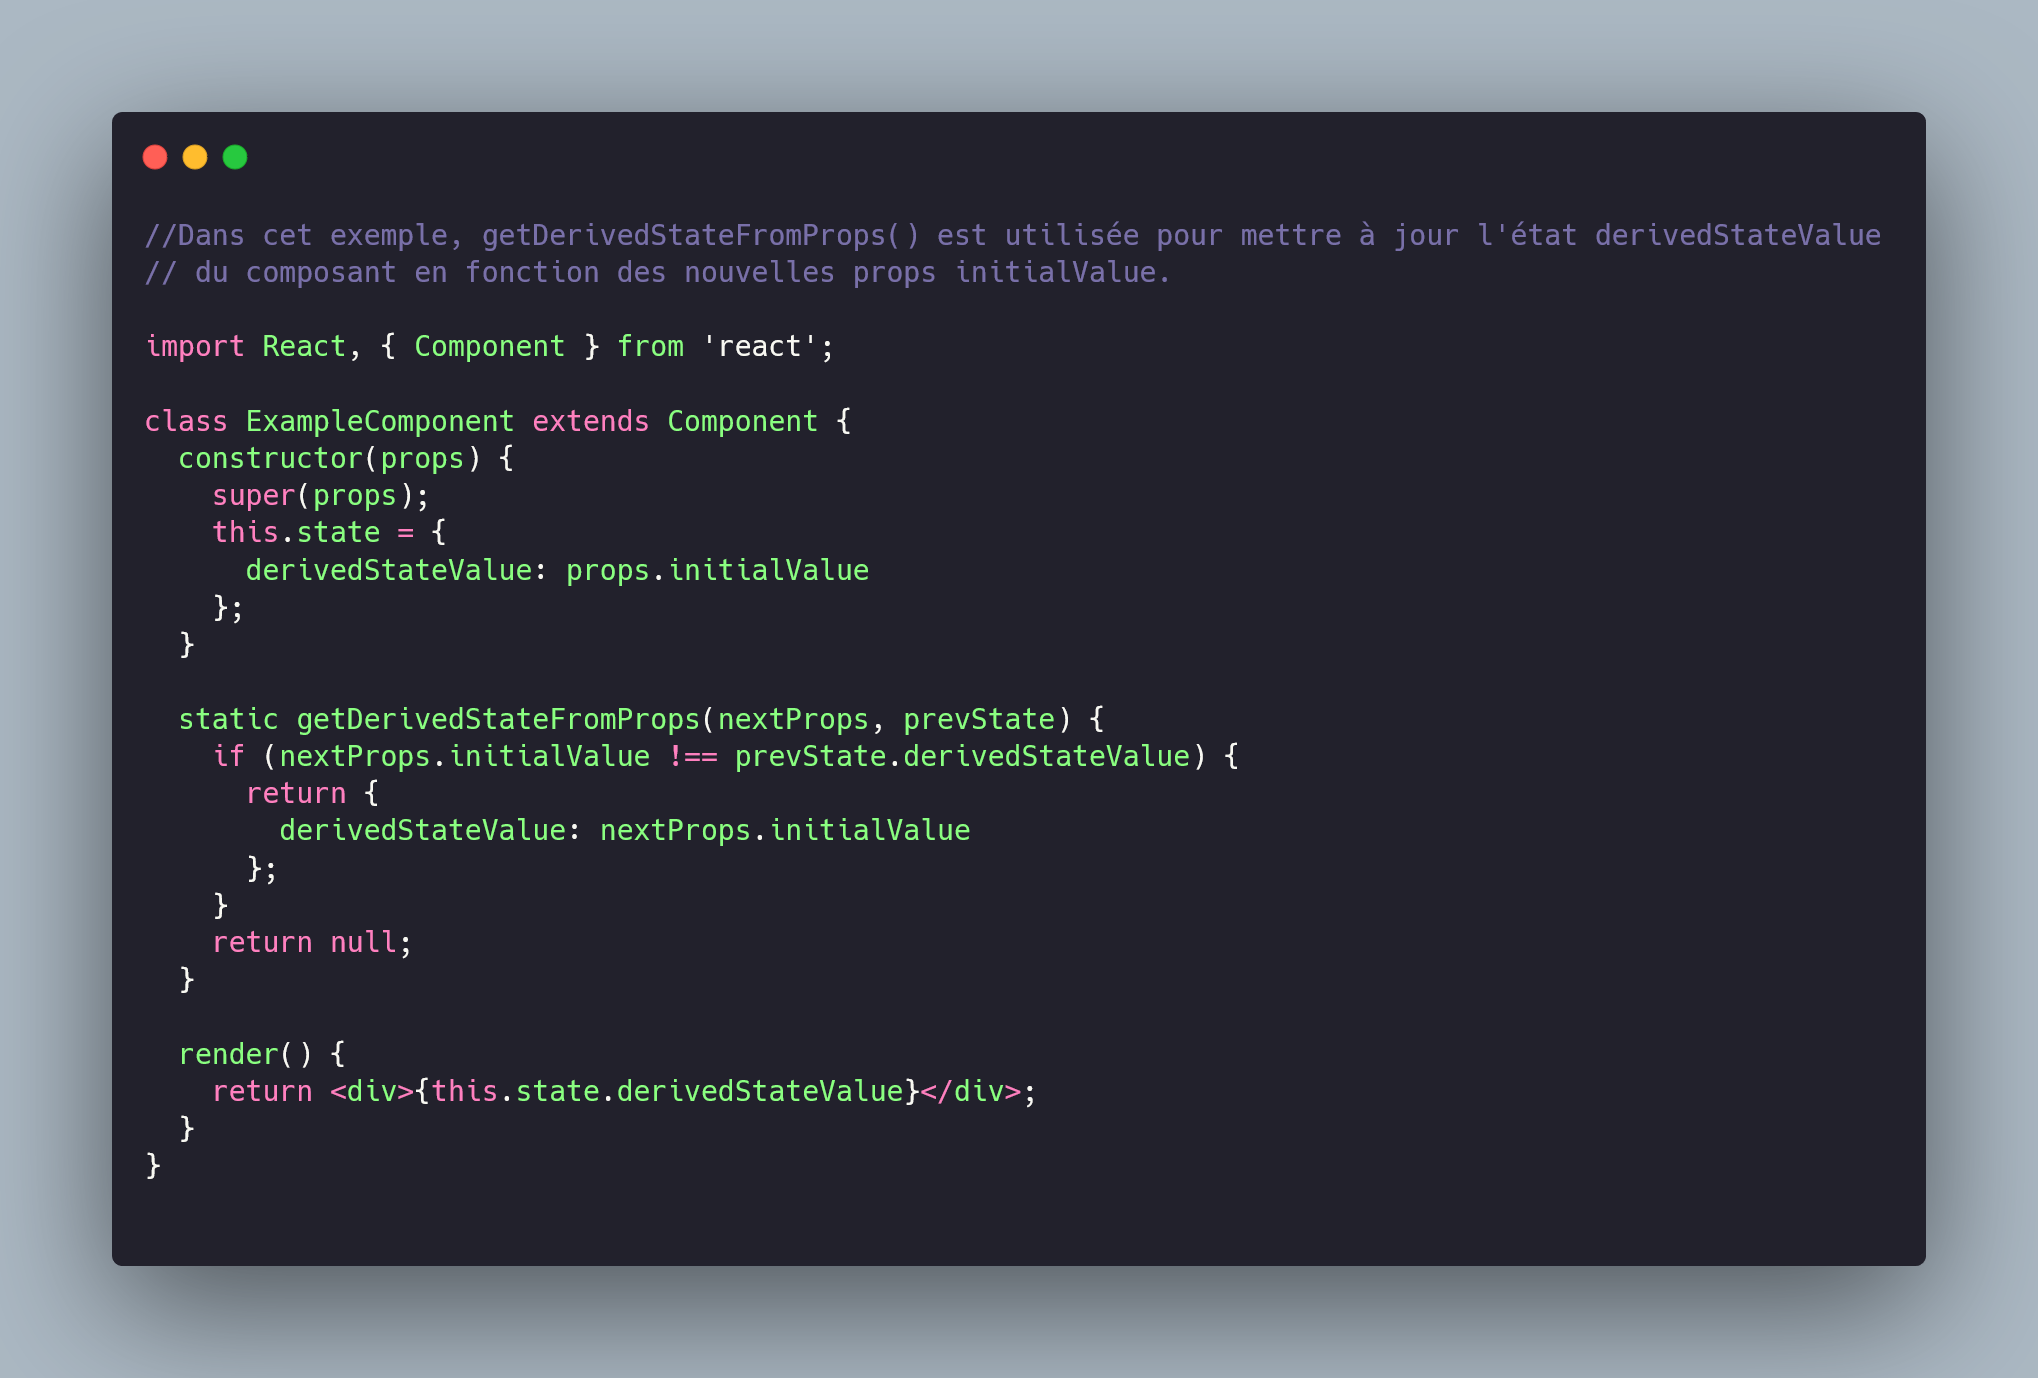 //Dans cet exemple, getDerivedStateFromProps() est utilisée pour mettre à jour l'état derivedStateValue
// du composant en fonction des nouvelles props initialValue.

import React, { Component } from 'react';

class ExampleComponent extends Component {
  constructor(props) {
    super(props);
    this.state = {
      derivedStateValue: props.initialValue
    };
  }

  static getDerivedStateFromProps(nextProps, prevState) {
    if (nextProps.initialValue !== prevState.derivedStateValue) {
      return {
        derivedStateValue: nextProps.initialValue
      };
    }
    return null;
  }

  render() {
    return <div>{this.state.derivedStateValue}</div>;
  }
}